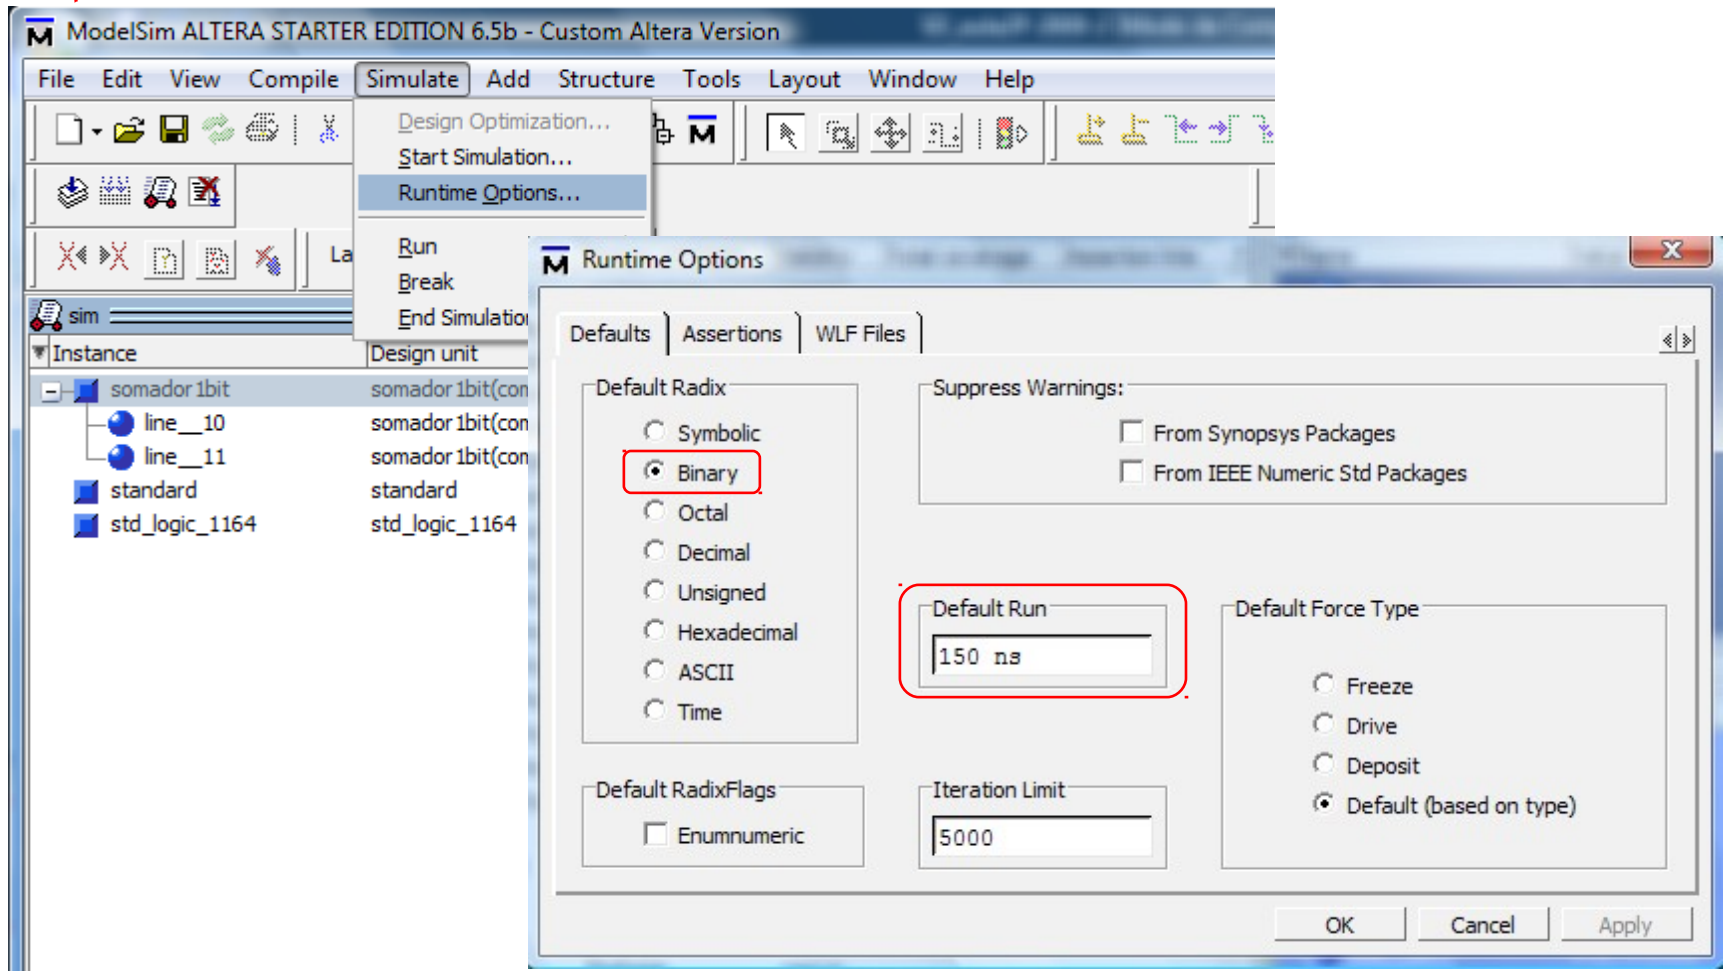 ModelSim ALTERA STARTER EDITION 6.5b - Custom Altera Version
File Edit View Compile Simulate Add Structure Tools Layout Window Help
Design Optimization...
Start Simulation...
Runtime Options...
Run
Break
End Simulation
La
sim
Instance Design unit
somador1bit somador1bit(con
line__10 somador1bit(con
line__11 somador1bit(con
standard standard
std_logic_1164 std_logic_1164
Runtime Options
Defaults Assertions WLF Files
Default Radix
Symbolic
Binary
Octal
Decimal
Unsigned
Hexadecimal
ASCII
Time
Suppress Warnings:
From Synopsys Packages
From IEEE Numeric Std Packages
Default Run
150 ns
Default Force Type
Freeze
Drive
Deposit
Default (based on type)
Default RadixFlags
Enumnumeric
Iteration Limit
5000
OK Cancel Apply